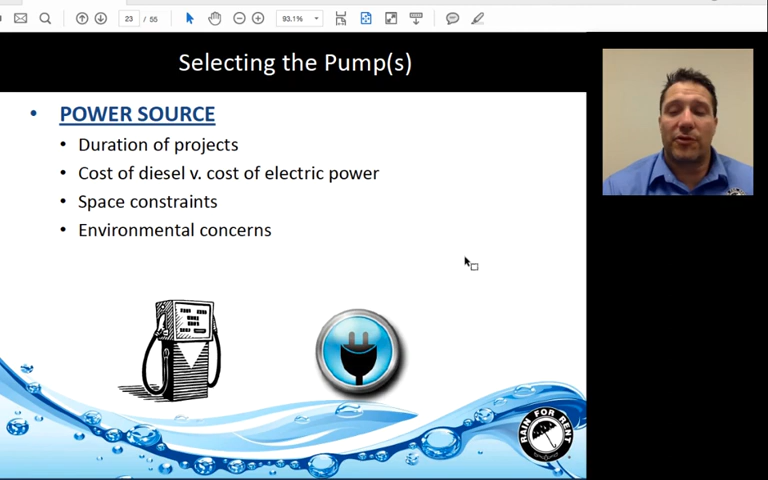 23 / 55
93.1%
Selecting the Pump(s)
• POWER SOURCE
• Duration of projects
• Cost of diesel v. cost of electric power
• Space constraints
• Environmental concerns
RAIN FOR RENT